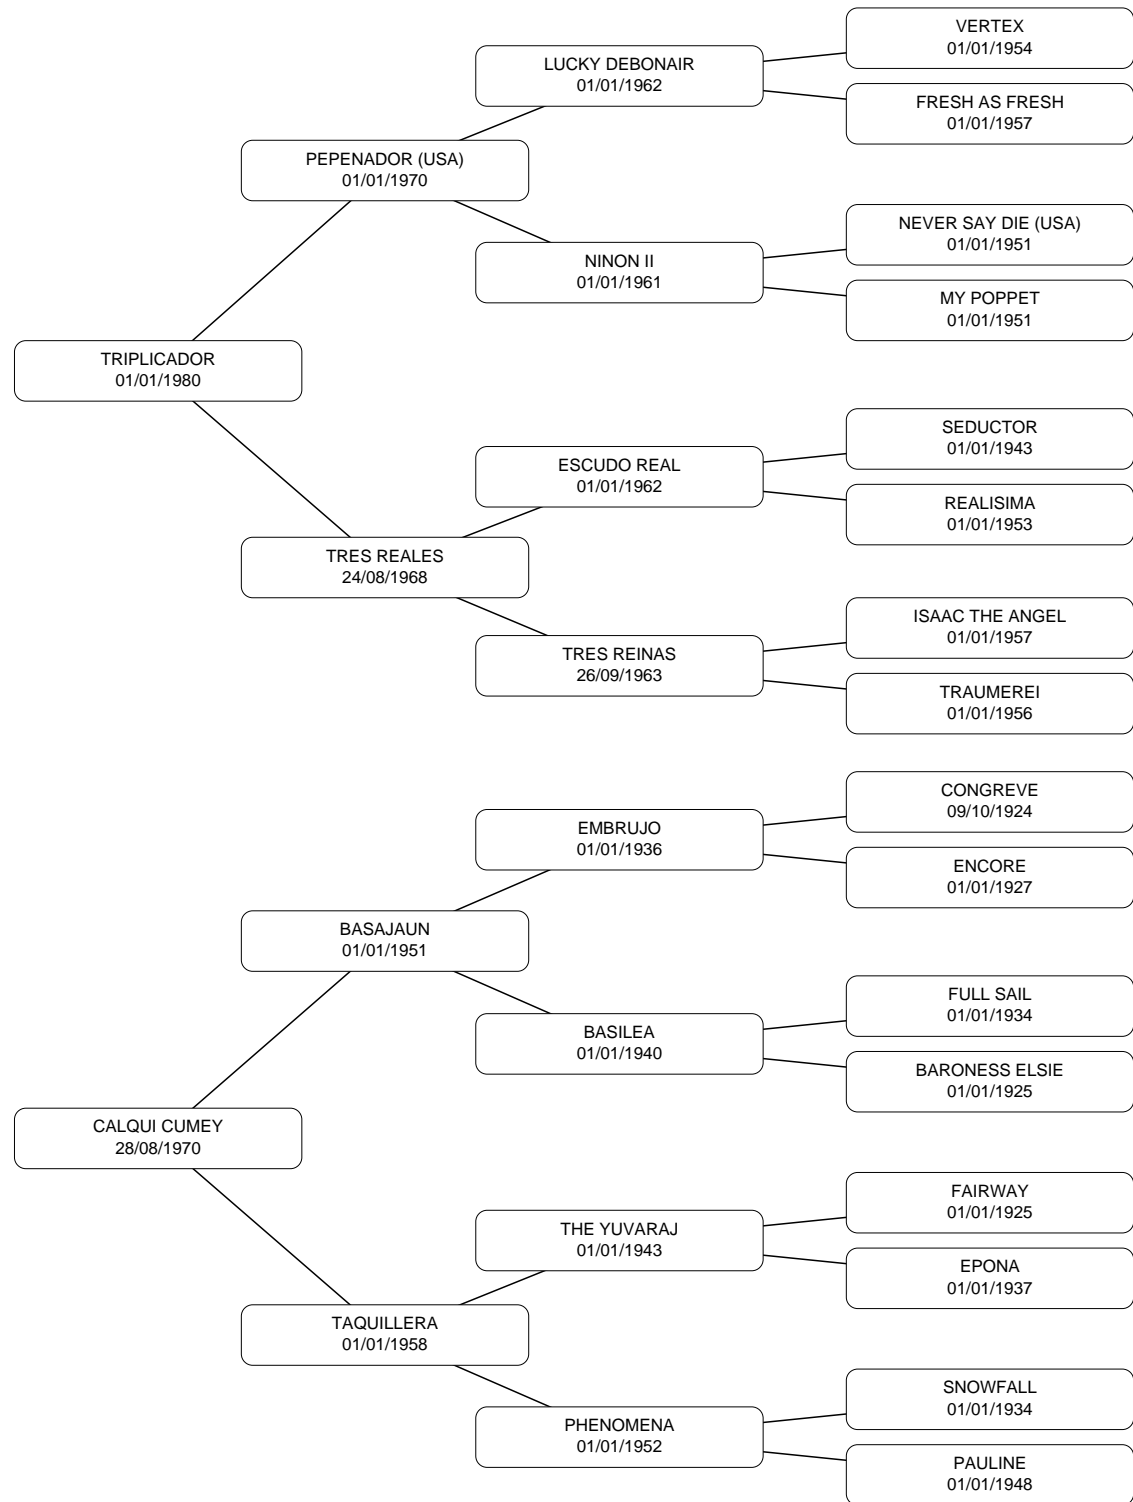 VERTEX
01/01/1954
LUCKY DEBONAIR
01/01/1962
FRESH AS FRESH
01/01/1957
PEPENADOR (USA)
01/01/1970
NEVER SAY DIE (USA)
01/01/1951
NINON II
01/01/1961
MY POPPET
01/01/1951
TRIPLICADOR
01/01/1980
SEDUCTOR
01/01/1943
ESCUDO REAL
01/01/1962
REALISIMA
01/01/1953
TRES REALES
24/08/1968
ISAAC THE ANGEL
01/01/1957
TRES REINAS
26/09/1963
TRAUMEREI
01/01/1956
CONGREVE
09/10/1924
EMBRUJO
01/01/1936
ENCORE
01/01/1927
BASAJAUN
01/01/1951
FULL SAIL
01/01/1934
BASILEA
01/01/1940
BARONESS ELSIE
01/01/1925
CALQUI CUMEY
28/08/1970
FAIRWAY
01/01/1925
THE YUVARAJ
01/01/1943
EPONA
01/01/1937
TAQUILLERA
01/01/1958
SNOWFALL
01/01/1934
PHENOMENA
01/01/1952
PAULINE
01/01/1948